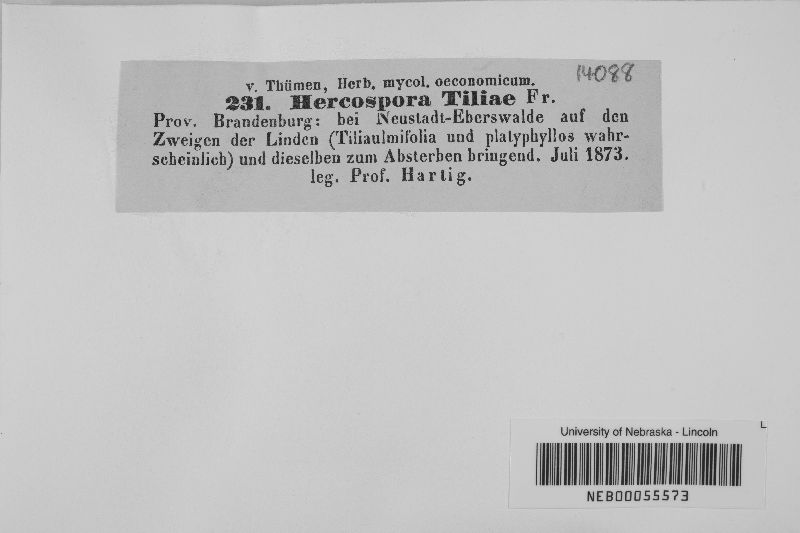 v. Thümen, Herb. mycol. oeconomicum. 14088
231. Hercospora Tiliae Fr.
Prov. Brandenburg: bei Neustadt-Eberswalde auf den
Zweigen der Linden (Tiliaulmifolia und platyphyllos wahr-
scheinlich) und dieselben zum Absterben bringend. Juli 1873.
leg. Prof. Hartig.
L
University of Nebraska - Lincoln
NEB00055573